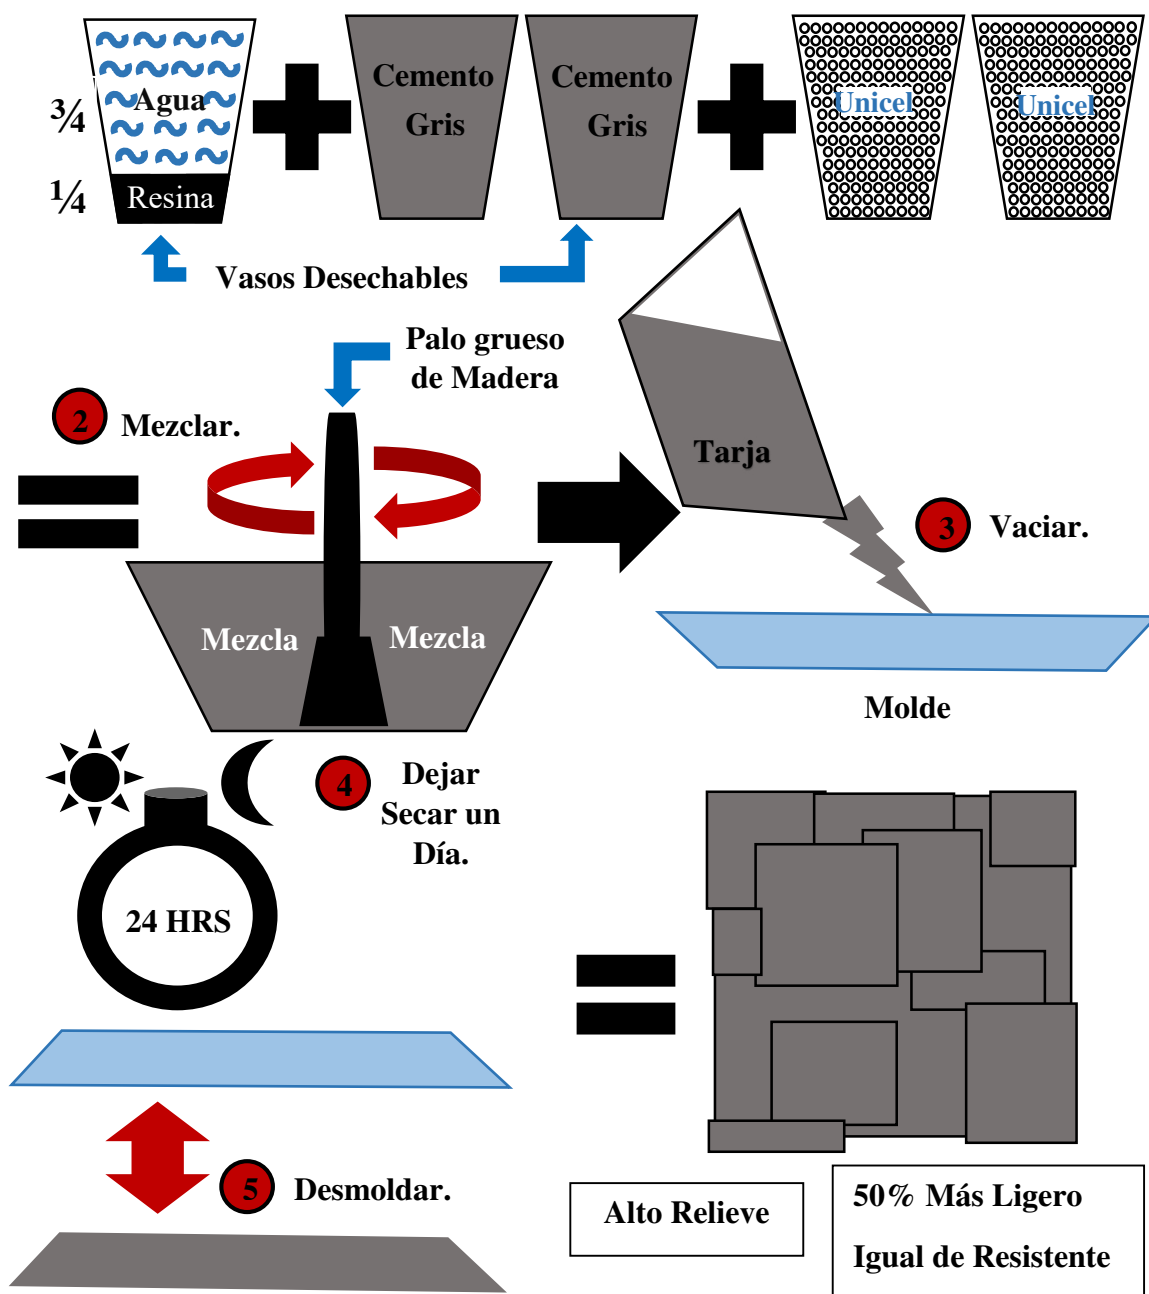 ¾
Agua
¼
Resina
Cemento
Gris
Cemento
Gris
Unicel
Unicel
Vasos Desechables
Palo grueso
de Madera
2
Mezclar.
Tarja
3
Vaciar.
Mezcla
Mezcla
Molde
4
Dejar
Secar un
Día.
24 HRS
5
Desmoldar.
Alto Relieve
50% Más Ligero
Igual de Resistente